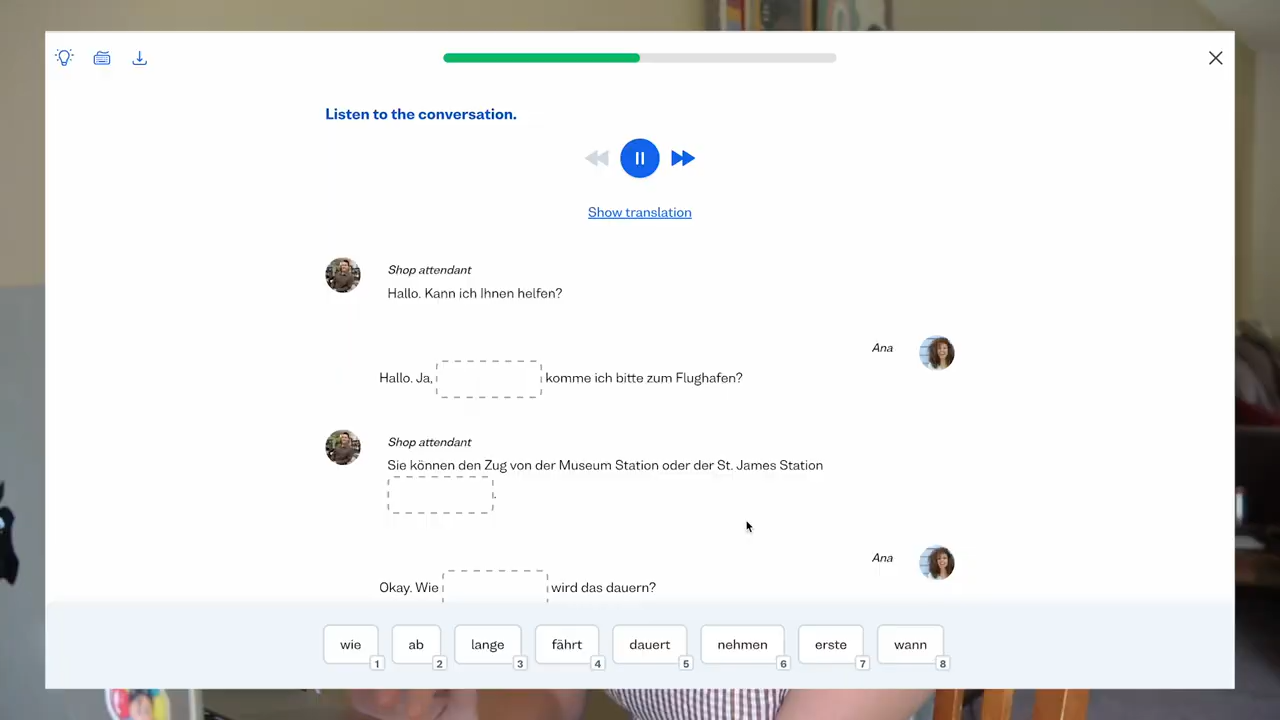 Listen to the conversation.
Show translation
Shop attendant
Hallo. Kann ich Ihnen helfen?
Ana
Hallo. Ja, komme ich bitte zum Flughafen?
Shop attendant
Sie können den Zug von der Museum Station oder der St. James Station
.
Ana
Okay. Wie wird das dauern?
wie 1
ab 2
lange 3
fährt 4
dauert 5
nehmen 6
erste 7
wann 8